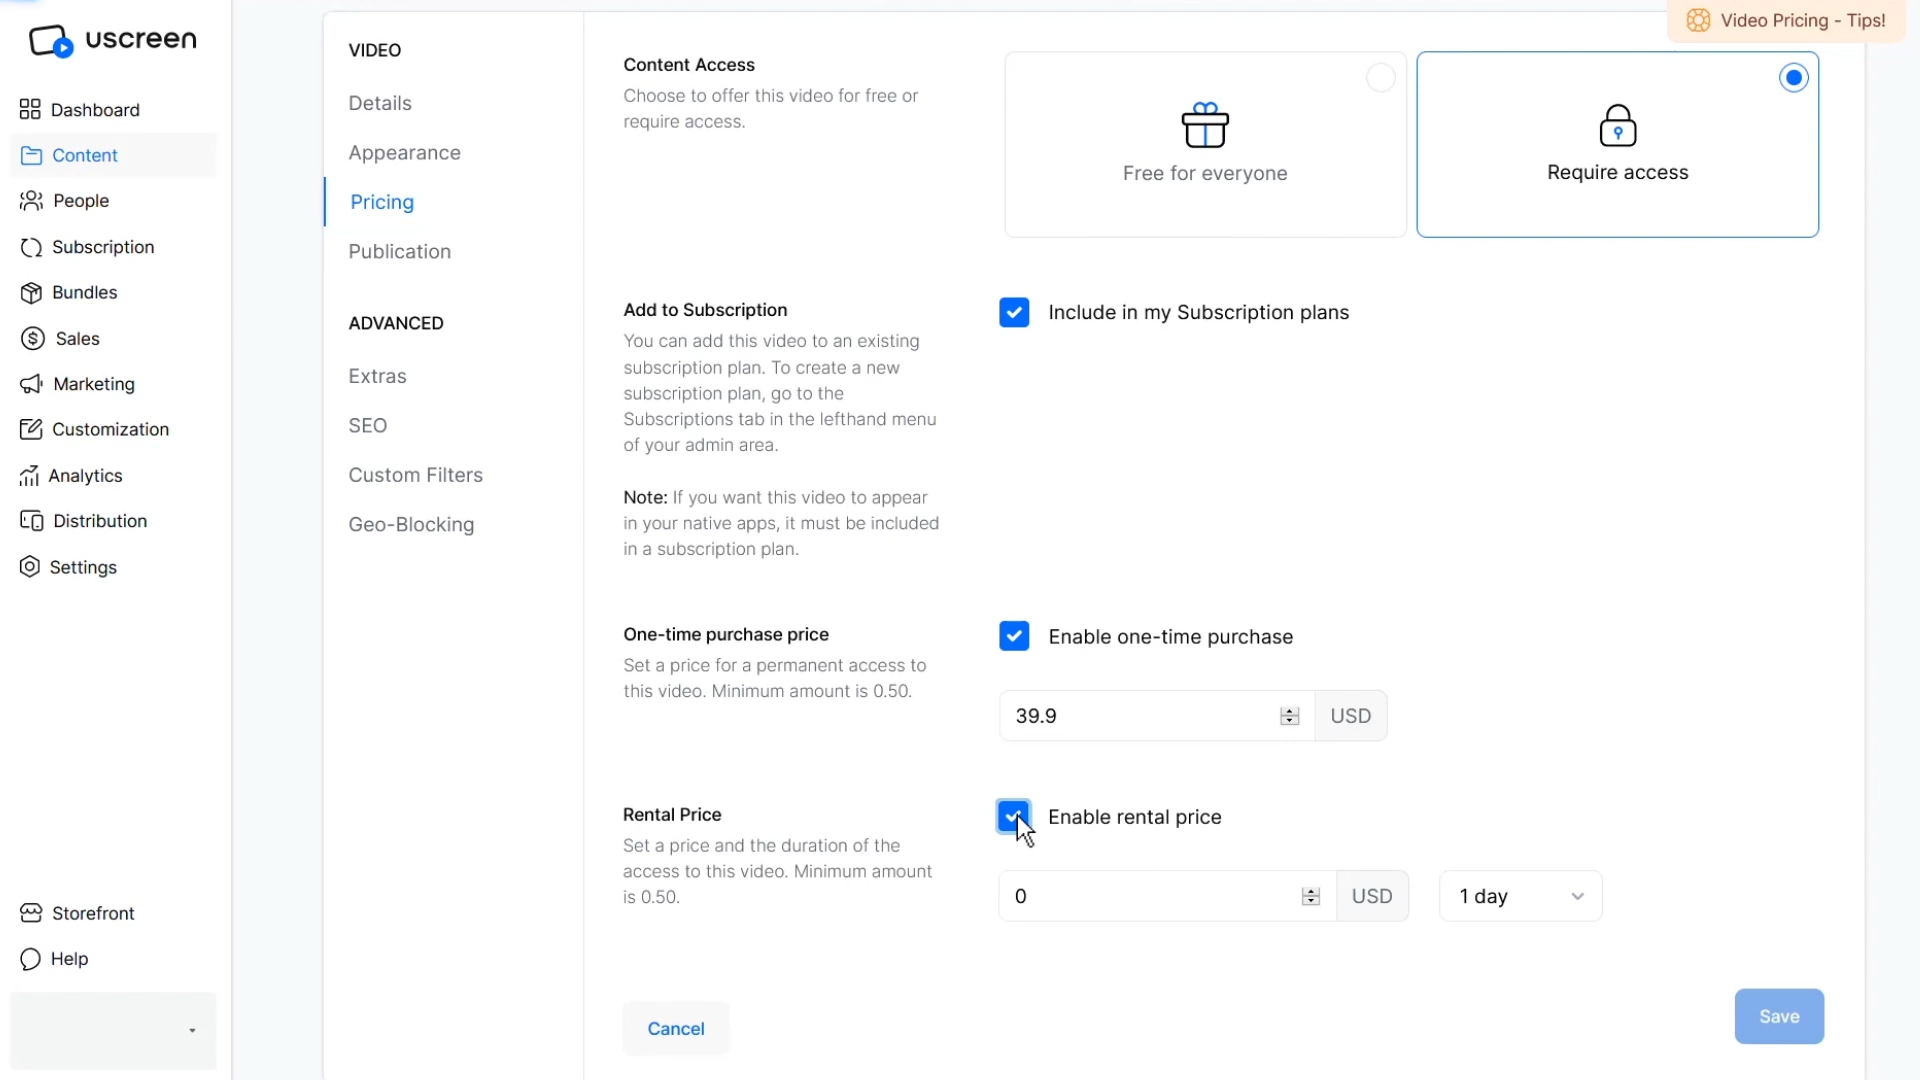 uscreen
Dashboard
Content
People
Subscription
Bundles
Sales
Marketing
Customization
Analytics
Distribution
Settings
Storefront
Help
VIDEO
Details
Appearance
Pricing
Publication
ADVANCED
Extras
SEO
Custom Filters
Geo-Blocking
Video Pricing - Tips!
Content Access
Choose to offer this video for free or
require access.
Free for everyone
Require access
Add to Subscription
You can add this video to an existing
subscription plan. To create a new
subscription plan, go to the
Subscriptions tab in the lefthand menu
of your admin area.
Note: If you want this video to appear
in your native apps, it must be included
in a subscription plan.
Include in my Subscription plans
One-time purchase price
Set a price for a permanent access to
this video. Minimum amount is 0.50.
Enable one-time purchase
39.9 USD
Rental Price
Set a price and the duration of the
access to this video. Minimum amount
is 0.50.
Enable rental price
0 USD 1 day
Cancel
Save